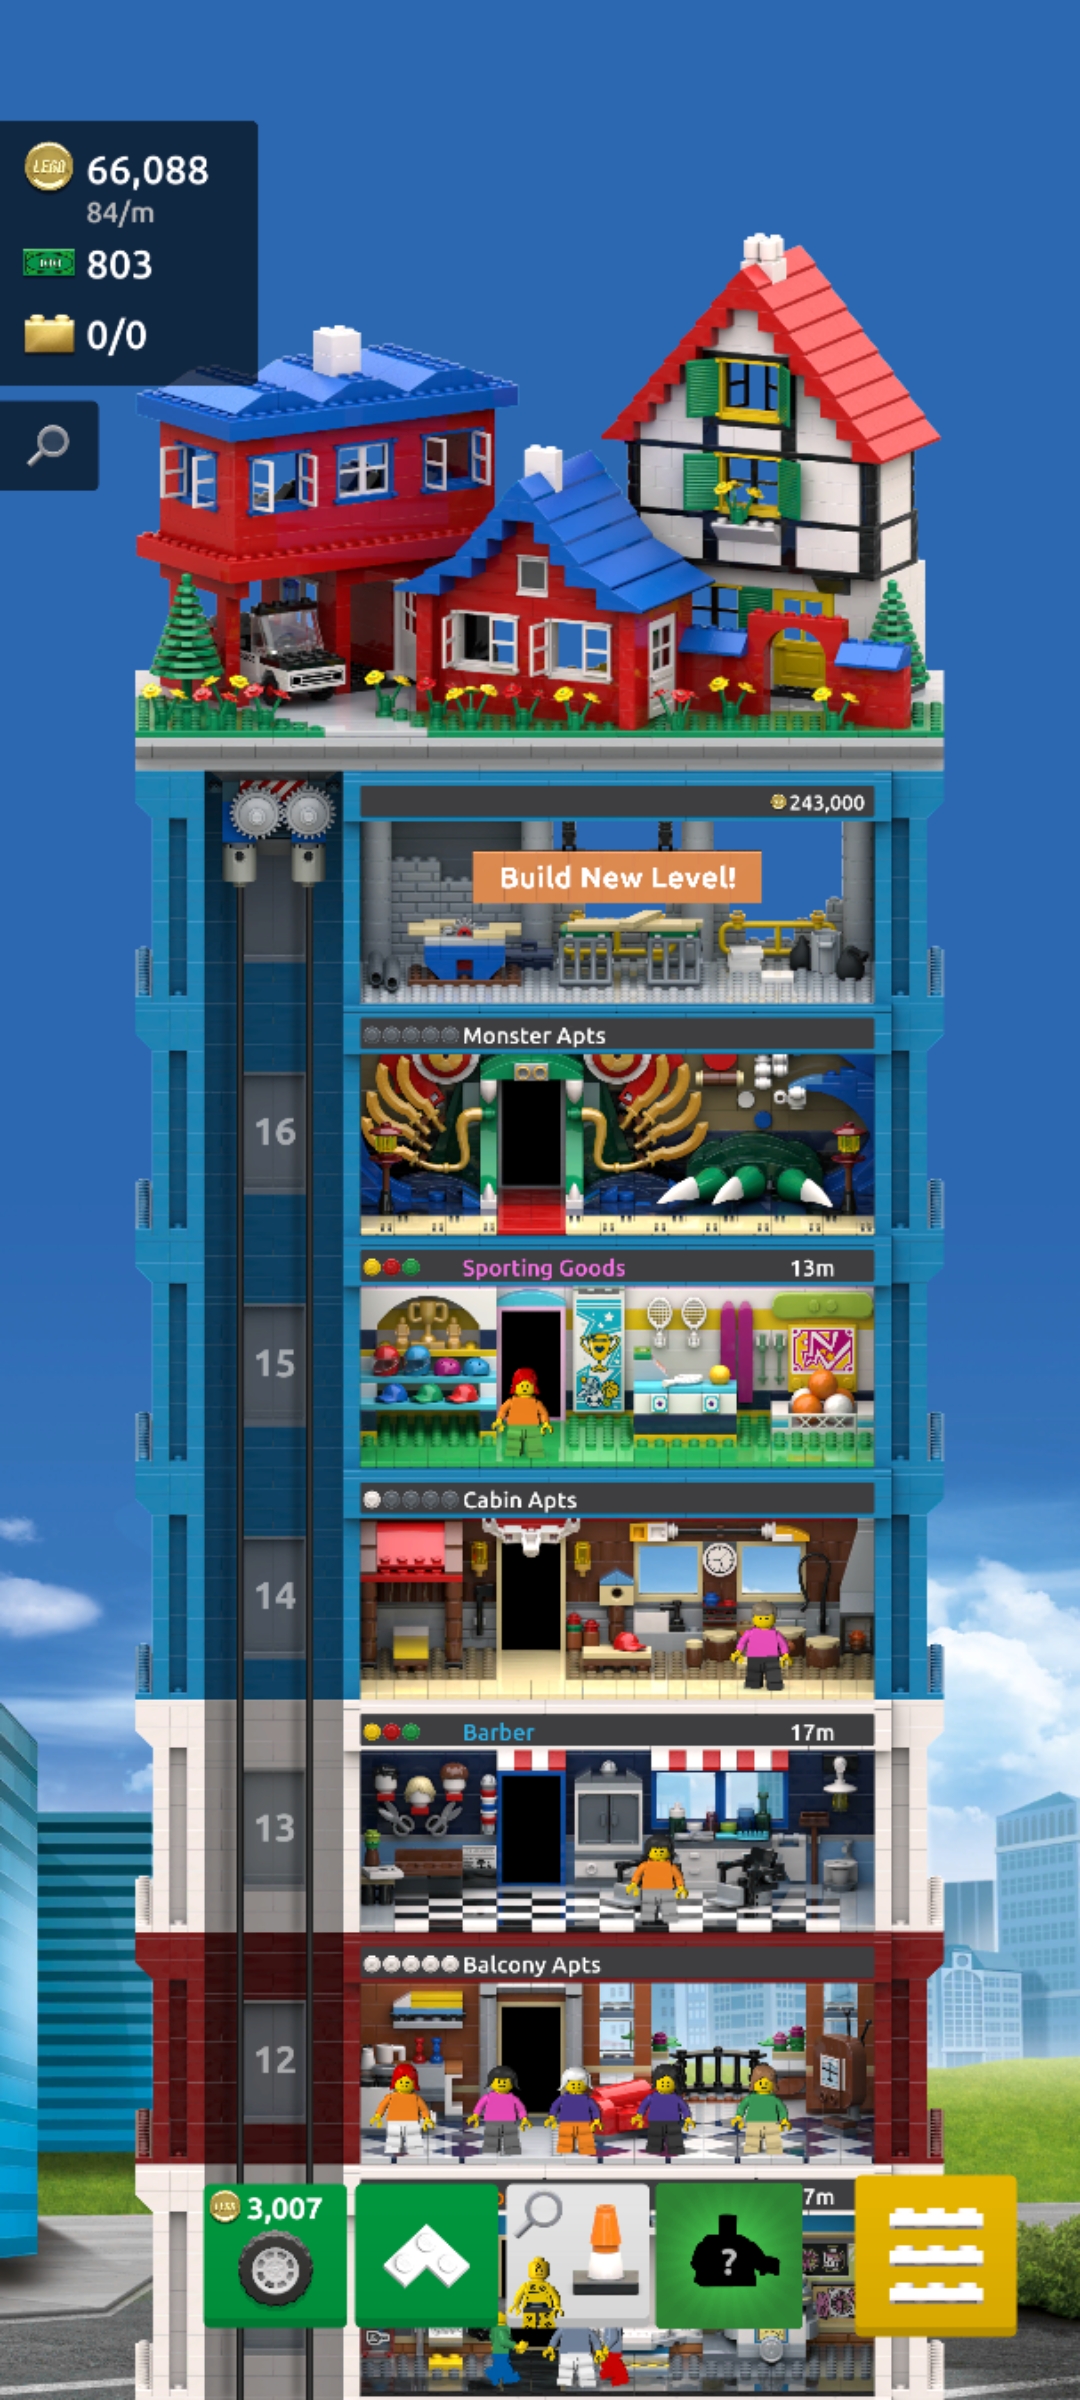 LEGO
66,088
84/m
803
0/0
243,000
Build New Level!
Monster Apts
16
Sporting Goods
13m
15
Cabin Apts
14
Barber
17m
13
Balcony Apts
12
3,007
7m
?